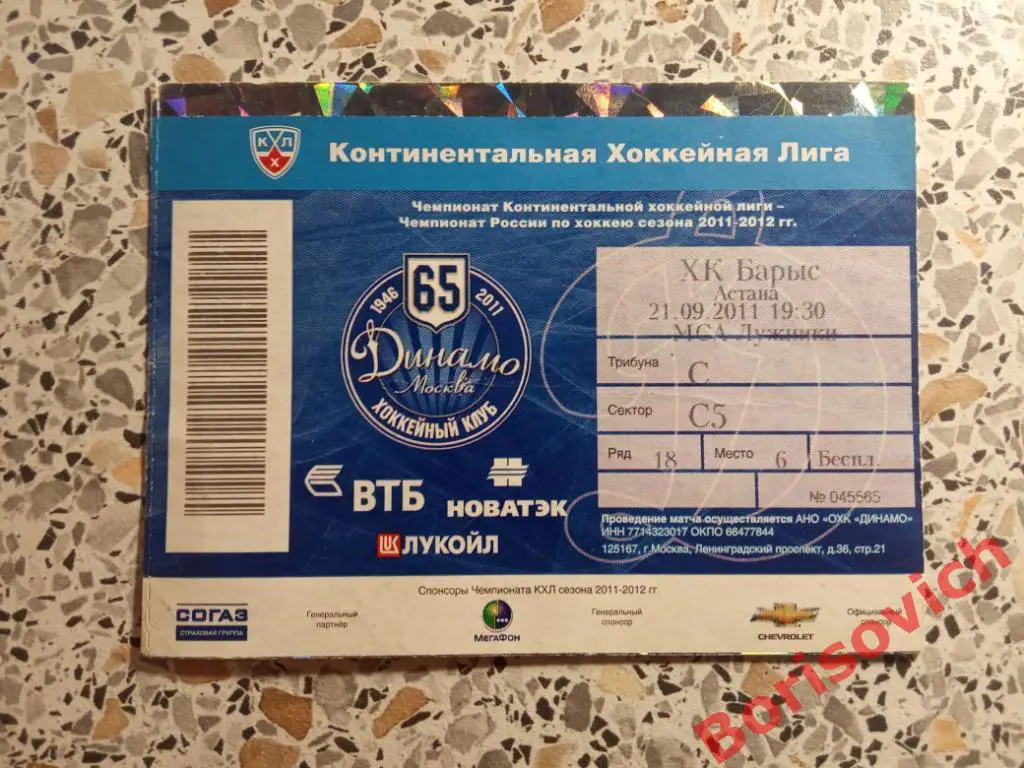 КХЛ
Континентальная Хоккейная Лига
Чемпионат Континентальной хоккейной лиги –
Чемпионат России по хоккею сезона 2011-2012 гг.
65
1946 2011
Динамо
Москва
ХОККЕЙНЫЙ КЛУБ
ВТБ
НОВАТЭК
ЛУКОЙЛ
ХК Барыс
Астана
21.09.2011 19:30
МСА Лужники
Трибуна С
Сектор С5
Ряд 18 Место 6 Беспл.
№ 045565
Проведение матча осуществляется АНО «ОХК «ДИНАМО»
ИНН 7714323017 ОКПО 66477844
125167, г.Москва, Ленинградский проспект, д.36, стр.21
Спонсоры Чемпионата КХЛ сезона 2011-2012 гг
СОГАЗ
СТРАХОВАЯ ГРУППА
Генеральный
партнёр
МЕГАФОН
Генеральный
спонсор
CHEVROLET
Официальный
спонсор
Borisovich